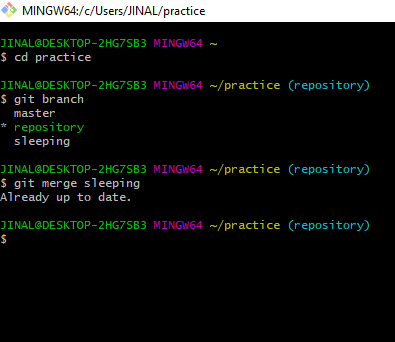 MINGW64:/c/Users/JINAL/practice
JINAL@DESKTOP-2HG7SB3 MINGW64 ~
$ cd practice
JINAL@DESKTOP-2HG7SB3 MINGW64 ~/practice (repository)
$ git branch
  master
* repository
  sleeping
JINAL@DESKTOP-2HG7SB3 MINGW64 ~/practice (repository)
$ git merge sleeping
Already up to date.
JINAL@DESKTOP-2HG7SB3 MINGW64 ~/practice (repository)
$